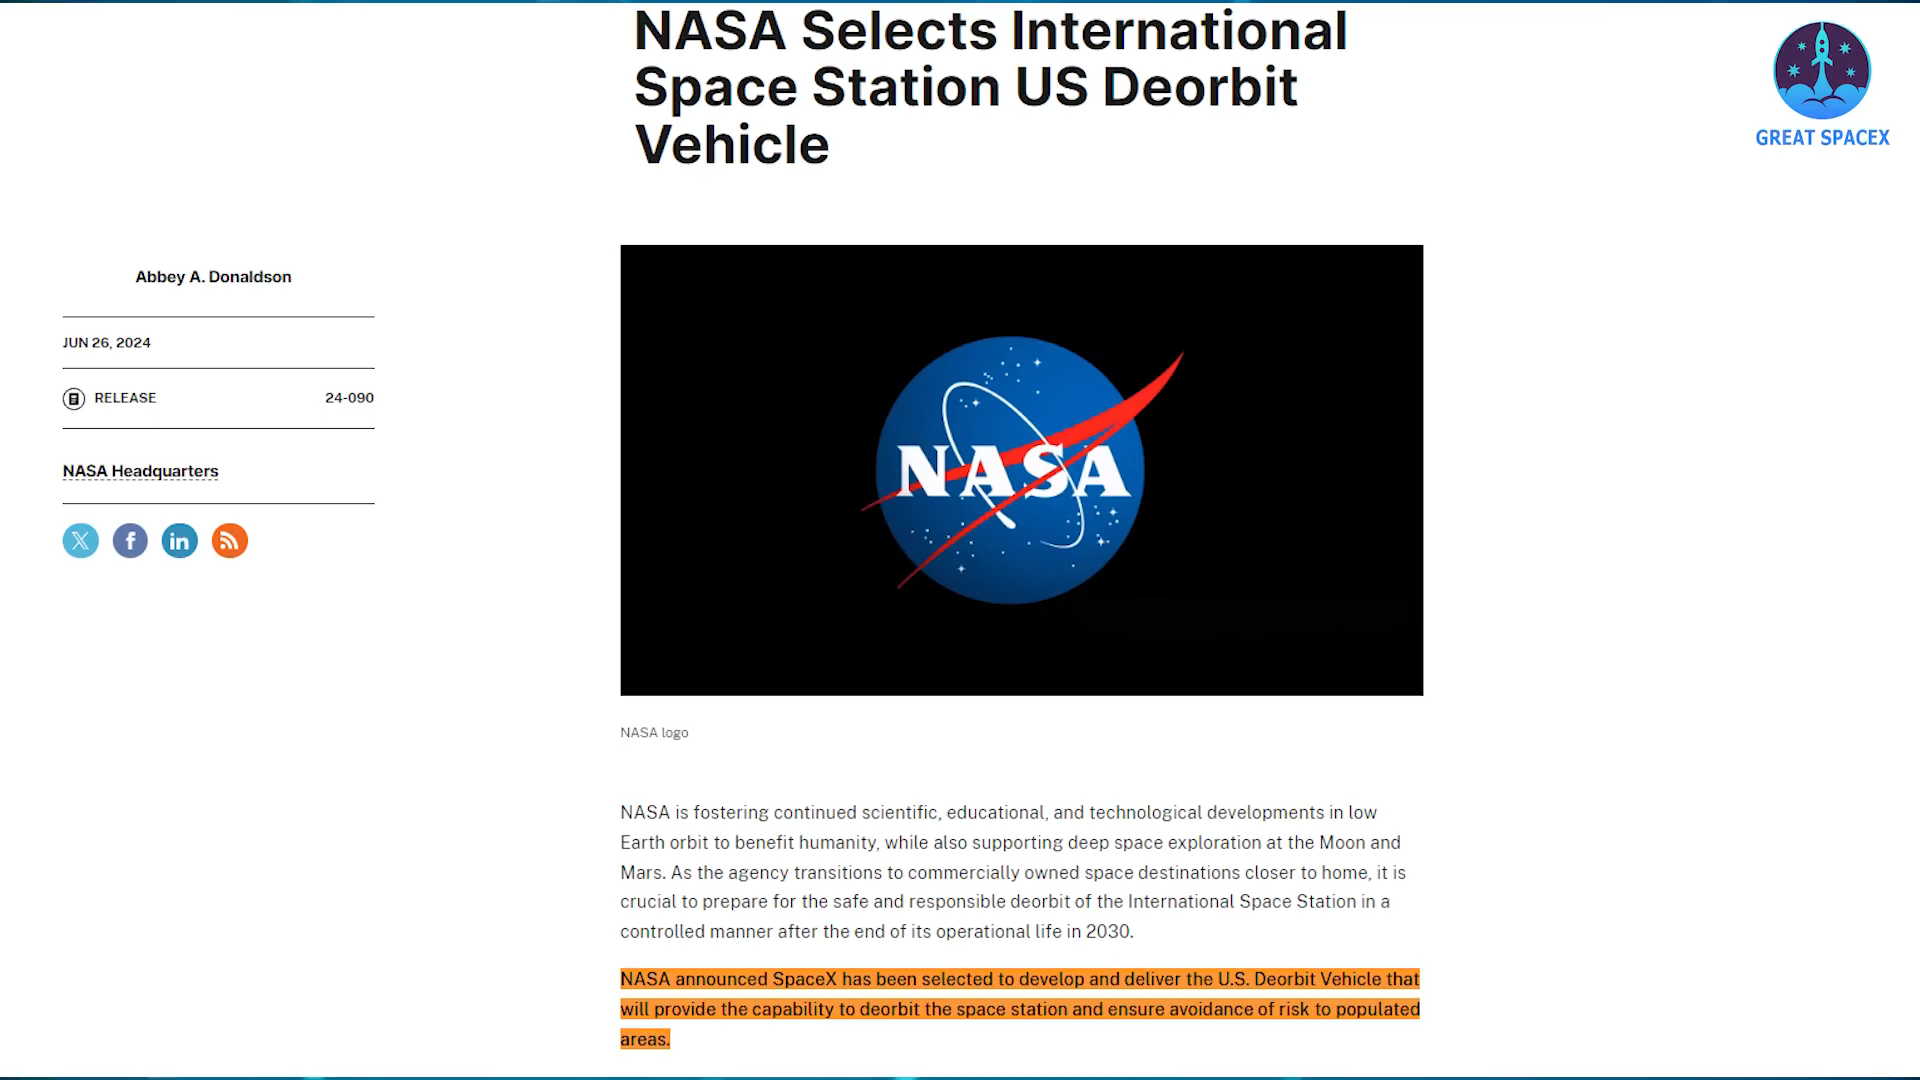 NASA Selects International
Space Station US Deorbit
Vehicle
GREAT SPACEX
Abbey A. Donaldson
JUN 26, 2024
RELEASE 24-090
NASA Headquarters
NASA
NASA logo
NASA is fostering continued scientific, educational, and technological developments in low
Earth orbit to benefit humanity, while also supporting deep space exploration at the Moon and
Mars. As the agency transitions to commercially owned space destinations closer to home, it is
crucial to prepare for the safe and responsible deorbit of the International Space Station in a
controlled manner after the end of its operational life in 2030.
NASA announced SpaceX has been selected to develop and deliver the U.S. Deorbit Vehicle that
will provide the capability to deorbit the space station and ensure avoidance of risk to populated
areas.